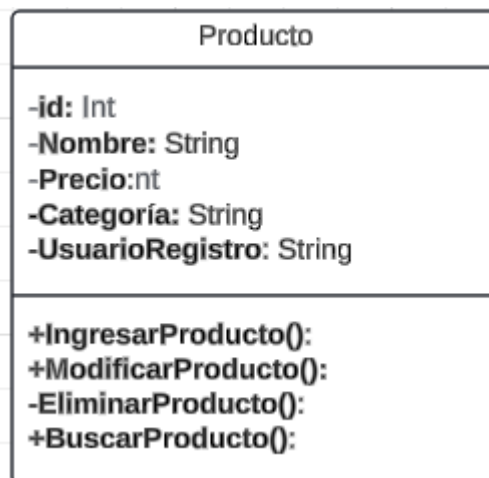 Producto
-id: Int
-Nombre: String
-Precio:nt
-Categoría: String
-UsuarioRegistro: String
+IngresarProducto():
+ModificarProducto():
-EliminarProducto():
+BuscarProducto():